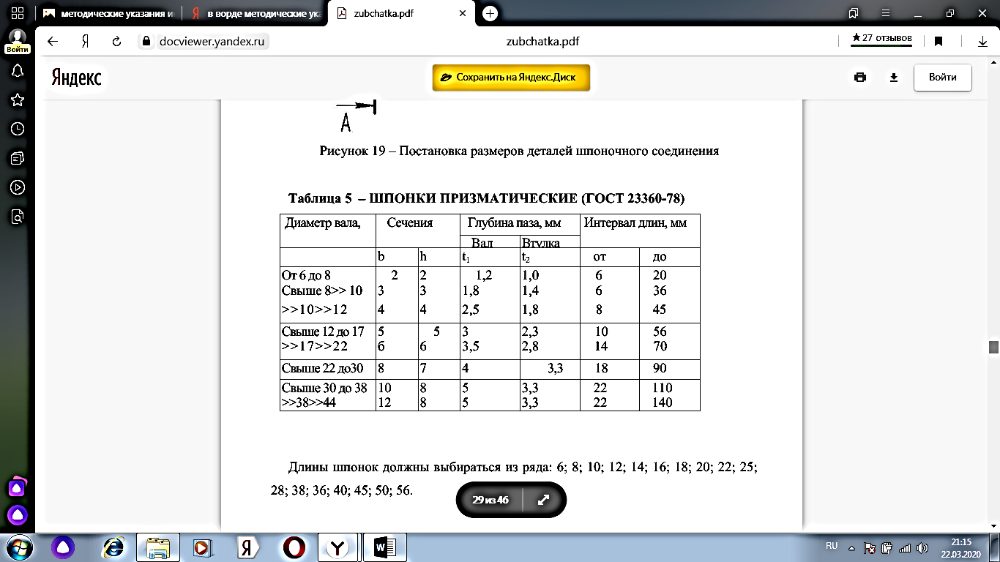 методические указания и
в ворде методические ука
zubchatka.pdf
Войти
docviewer.yandex.ru
zubchatka.pdf
27 отзывов
Яндекс
Сохранить на Яндекс.Диск
Войти
A
Рисунок 19 – Постановка размеров деталей шпоночного соединения
Таблица 5 – ШПОНКИ ПРИЗМАТИЧЕСКИЕ (ГОСТ 23360-78)
Диаметр вала, Сечения Глубина паза, мм Интервал длин, мм
Вал Втулка
b h t1 t2 от до
От 6 до 8 2 2 1,2 1,0 6 20
Свыше 8>> 10 3 3 1,8 1,4 6 36
>>10>>12 4 4 2,5 1,8 8 45
Свыше 12 до 17 5 5 3 2,3 10 56
>>17>>22 б 6 3,5 2,8 14 70
Свыше 22 до30 8 7 4 3,3 18 90
Свыше 30 до 38 10 8 5 3,3 22 110
>>38>>44 12 8 5 3,3 22 140
Длины шпонок должны выбираться из ряда: 6; 8; 10; 12; 14; 16; 18; 20; 22; 25;
28; 38; 36; 40; 45; 50; 56.
29 из 46
RU
21:15
22.03.2020